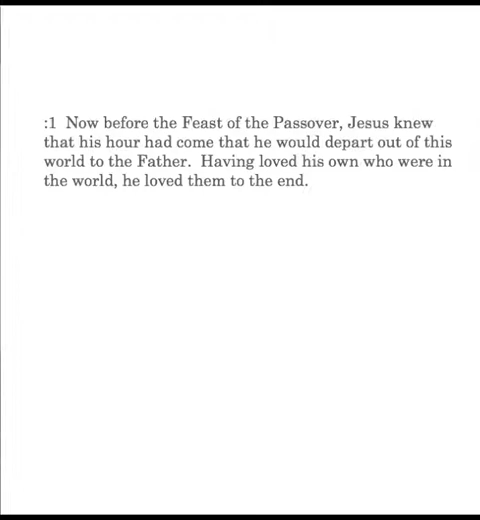 :1 Now before the Feast of the Passover, Jesus knew
that his hour had come that he would depart out of this
world to the Father. Having loved his own who were in
the world, he loved them to the end.